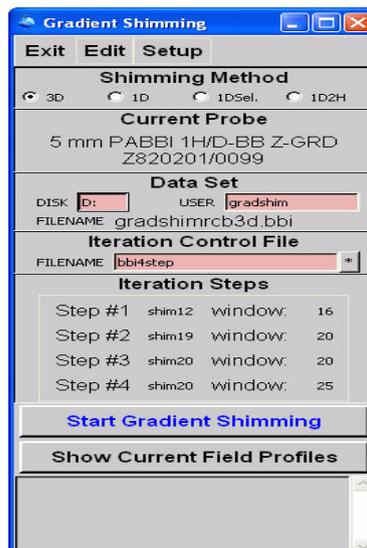 Gradient Shimming
Exit Edit Setup
Shimming Method
3D 1D 1DSel. 1D2H
Current Probe
5 mm PABBI 1H/D-BB Z-GRD
Z820201/0099
Data Set
DISK D: USER gradshim
FILENAME gradshimrcb3d.bbi
Iteration Control File
FILENAME bbi4step *
Iteration Steps
Step #1 shim12 window: 16
Step #2 shim19 window: 20
Step #3 shim20 window: 20
Step #4 shim20 window: 25
Start Gradient Shimming
Show Current Field Profiles